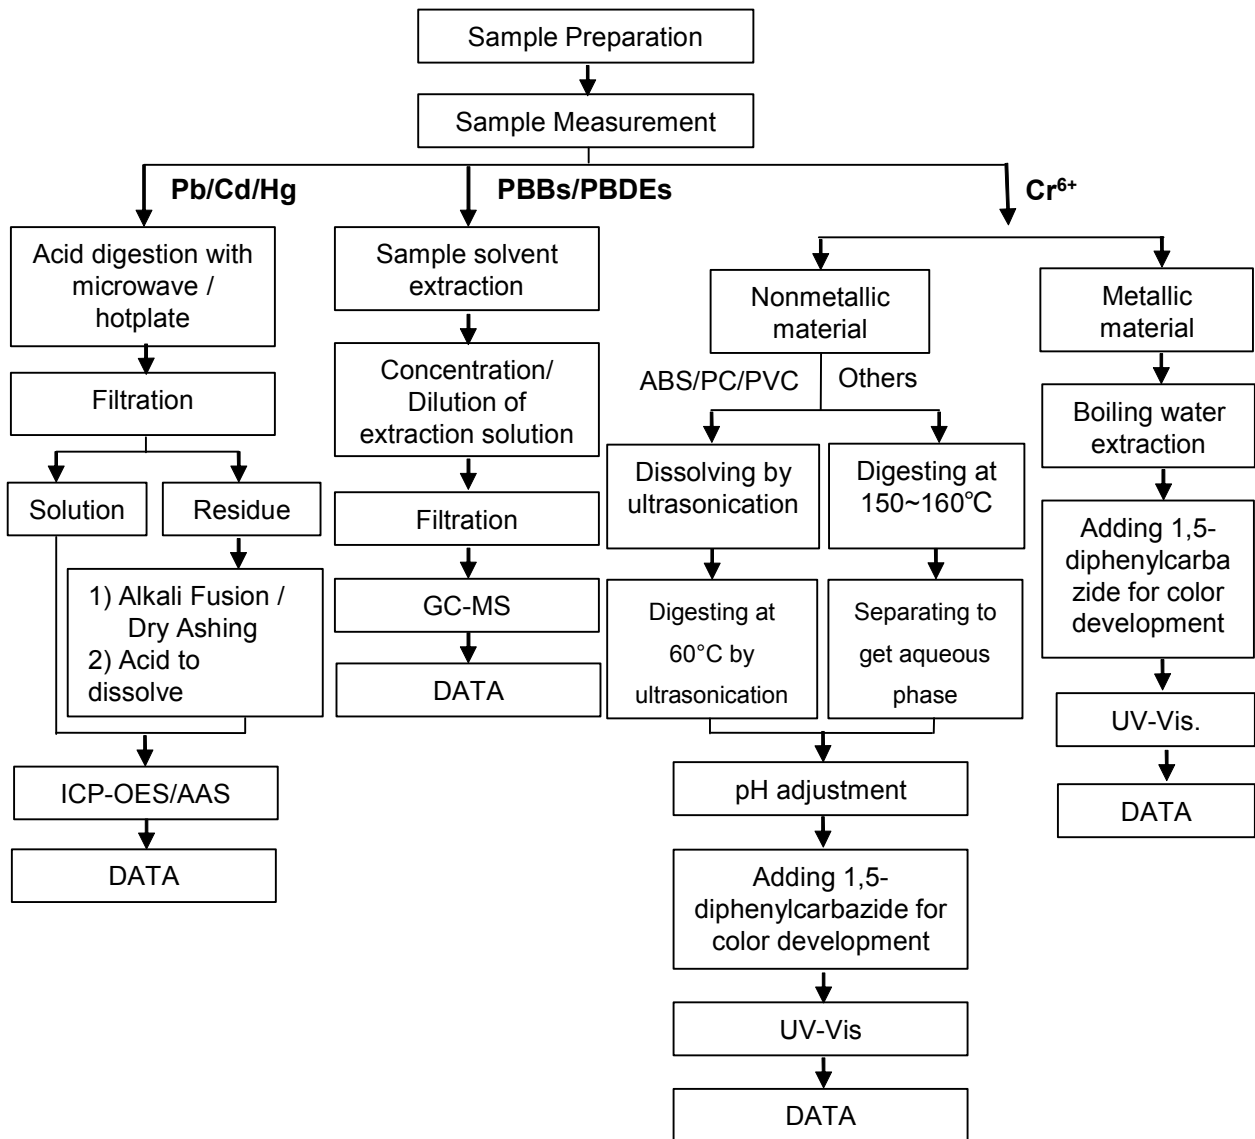 Sample Preparation
Sample Measurement
Pb/Cd/Hg
PBBs/PBDEs
Cr⁶⁺
Acid digestion with
microwave /
hotplate
Filtration
Solution
Residue
1) Alkali Fusion /
Dry Ashing
2) Acid to
dissolve
ICP-OES/AAS
DATA
Sample solvent
extraction
Concentration/
Dilution of
extraction solution
Filtration
GC-MS
DATA
Nonmetallic
material
ABS/PC/PVC
Others
Dissolving by
ultrasonication
Digesting at
60°C by
ultrasonication
Digesting at
150~160℃
Separating to
get aqueous
phase
pH adjustment
Adding 1,5-
diphenylcarbazide for
color development
UV-Vis
DATA
Metallic
material
Boiling water
extraction
Adding 1,5-
diphenylcarba
zide for color
development
UV-Vis.
DATA